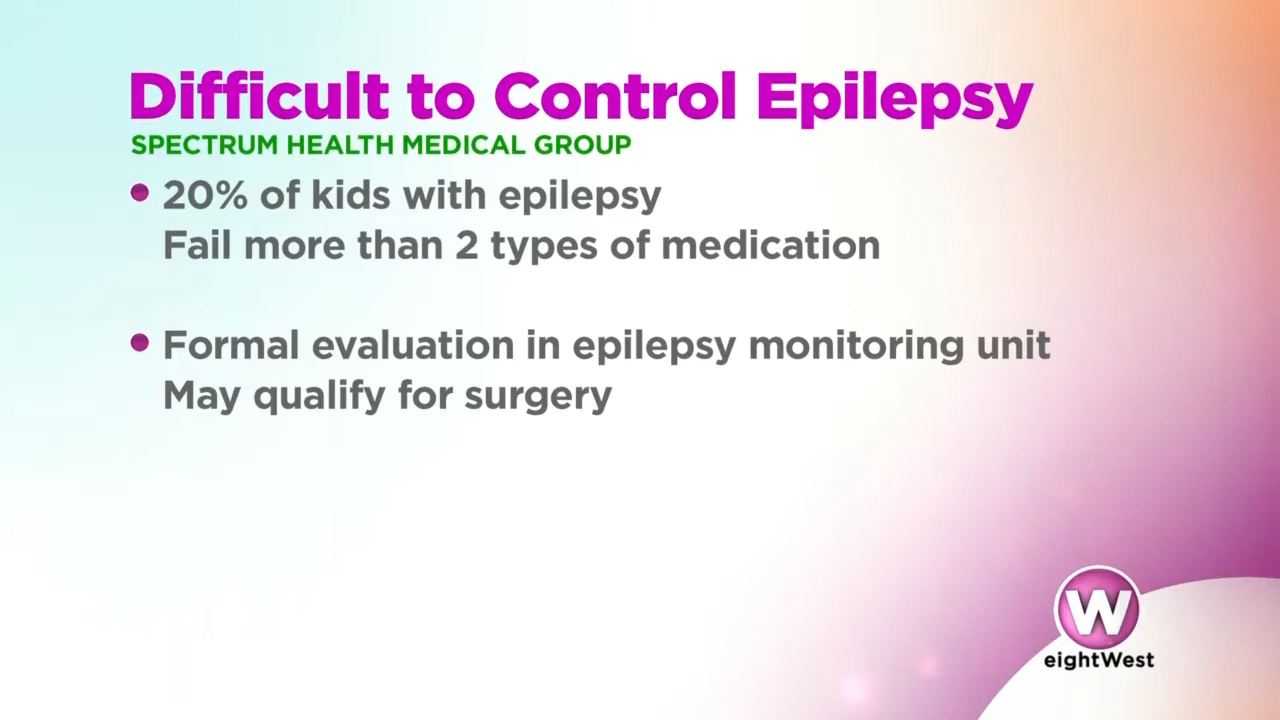 Difficult to Control Epilepsy
SPECTRUM HEALTH MEDICAL GROUP
• 20% of kids with epilepsy
Fail more than 2 types of medication
• Formal evaluation in epilepsy monitoring unit
May qualify for surgery
W
eightWest